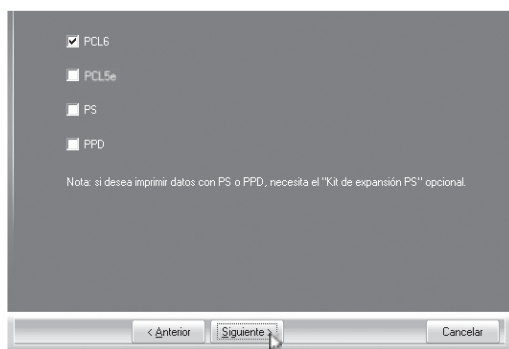 PCL6
PCL5e
PS
PPD
Nota: si desea imprimir datos con PS o PPD, necesita el "Kit de expansión PS" opcional.
< Anterior Siguiente > Cancelar